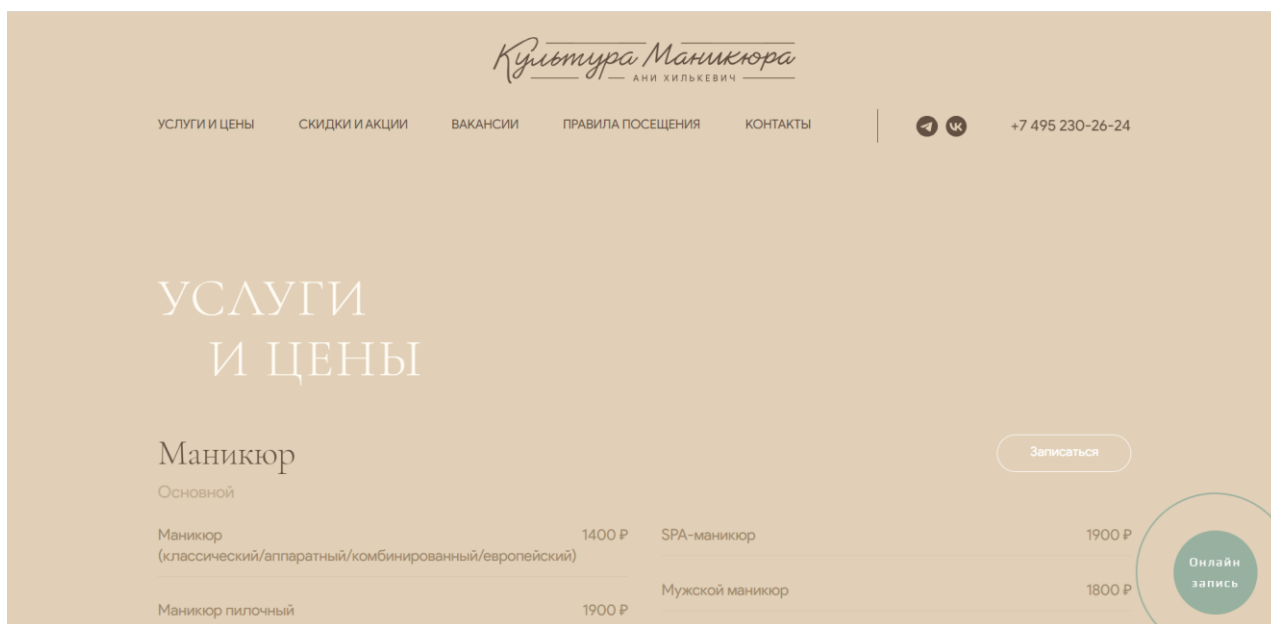 Культура Маникюра
АНИ ХИЛЬКЕВИЧ
УСЛУГИ И ЦЕНЫ СКИДКИ И АКЦИИ ВАКАНСИИ ПРАВИЛА ПОСЕЩЕНИЯ КОНТАКТЫ +7 495 230-26-24
УСЛУГИ
И ЦЕНЫ
Маникюр
Записаться
Основной
Маникюр 1400 ₽
(классический/аппаратный/комбинированный/европейский)
Маникюр пилочный 1900 ₽
SPA-маникюр 1900 ₽
Мужской маникюр 1800 ₽
Онлайн
запись